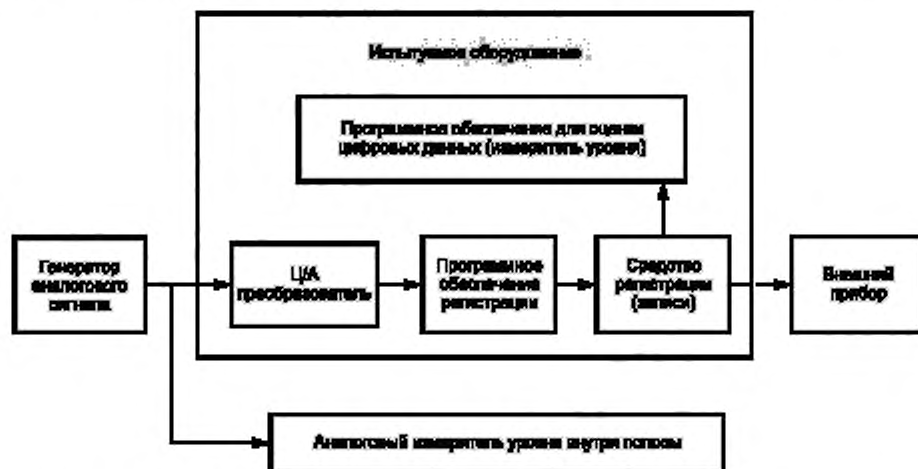 Испытуемое оборудование
Программное обеспечение для оценки
цифровых данных (измеритель уровня)
Генератор
аналогового
сигнала
Ц/А
преобразователь
Программное
обеспечение
регистрации
Средство
регистрации
(записи)
Внешний
прибор
Аналоговый измеритель уровня внутри полосы